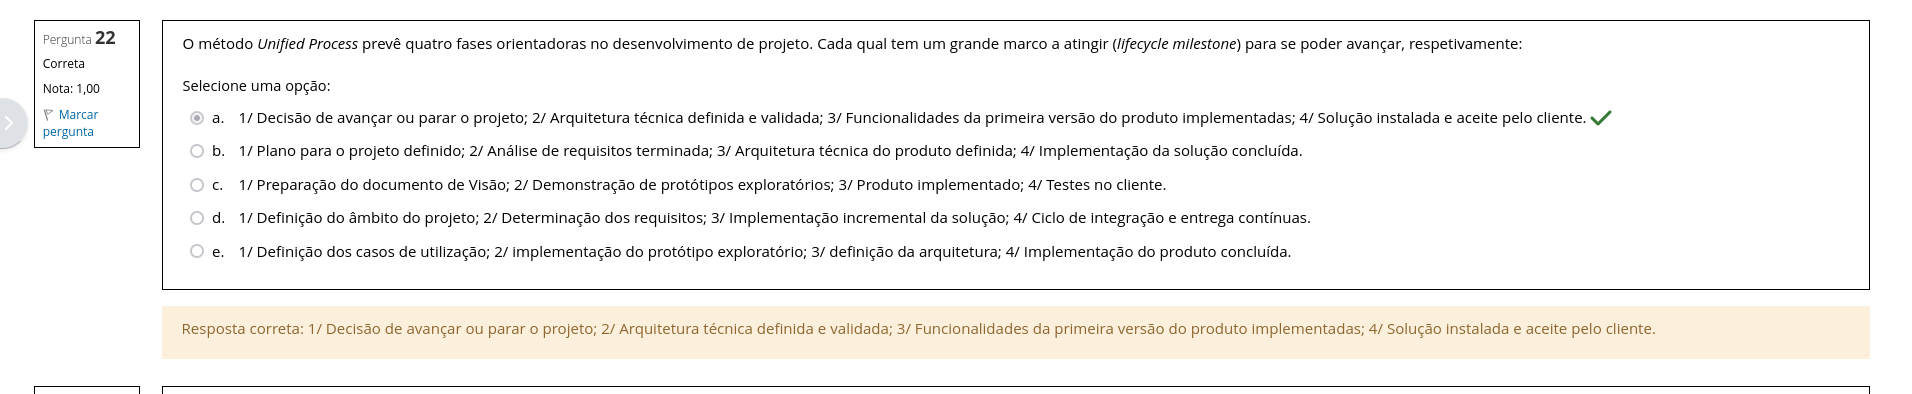 Pergunta 22
Correta
Nota: 1,00
Marcar
pergunta
O método Unified Process prevê quatro fases orientadoras no desenvolvimento de projeto. Cada qual tem um grande marco a atingir (lifecycle milestone) para se poder avançar, respetivamente:
Selecione uma opção:
a. 1/ Decisão de avançar ou parar o projeto; 2/ Arquitetura técnica definida e validada; 3/ Funcionalidades da primeira versão do produto implementadas; 4/ Solução instalada e aceite pelo cliente.
b. 1/ Plano para o projeto definido; 2/ Análise de requisitos terminada; 3/ Arquitetura técnica do produto definida; 4/ Implementação da solução concluída.
c. 1/ Preparação do documento de Visão; 2/ Demonstração de protótipos exploratórios; 3/ Produto implementado; 4/ Testes no cliente.
d. 1/ Definição do âmbito do projeto; 2/ Determinação dos requisitos; 3/ Implementação incremental da solução; 4/ Ciclo de integração e entrega contínuas.
e. 1/ Definição dos casos de utilização; 2/ implementação do protótipo exploratório; 3/ definição da arquitetura; 4/ Implementação do produto concluída.
Resposta correta: 1/ Decisão de avançar ou parar o projeto; 2/ Arquitetura técnica definida e validada; 3/ Funcionalidades da primeira versão do produto implementadas; 4/ Solução instalada e aceite pelo cliente.